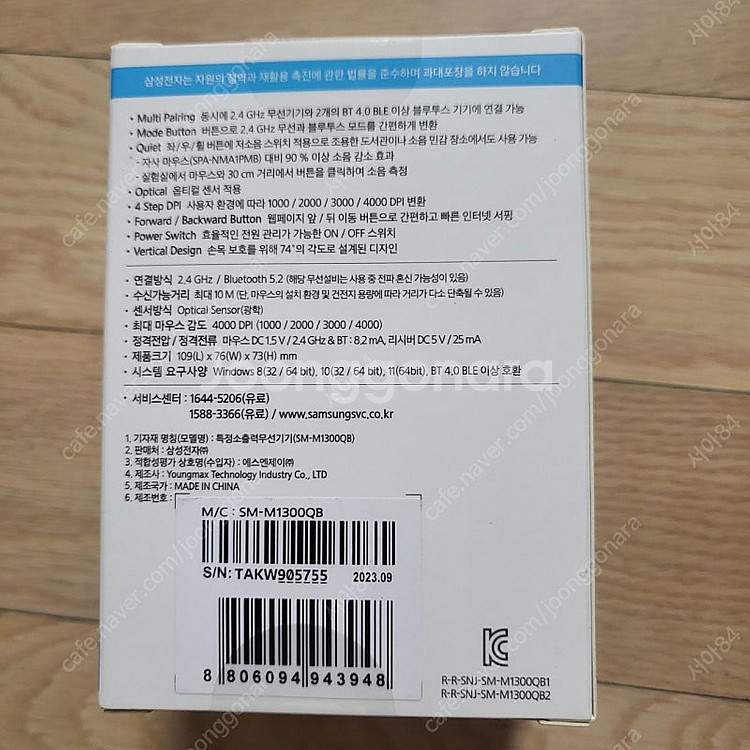 삼성전자는 자원의 절약과 재활용 촉진에 관한 법률을 준수하며 과대포장을 하지 않습니다
• Multi Pairing 동시에 2.4 GHz 무선기기와 2개의 BT 4.0 BLE 이상 블루투스 기기에 연결 가능
• Mode Button 버튼으로 2.4 GHz 무선과 블루투스 모드를 간편하게 변환
• Quiet 좌/우/휠 버튼에 저소음 스위치 적용으로 조용한 도서관이나 소음 민감 장소에서도 사용 가능
- 자사 마우스(SPA-NMA1PMB) 대비 90 % 이상 소음 감소 효과
- 실험실에서 마우스와 30 cm 거리에서 버튼을 클릭하여 소음 측정
• Optical 옵티컬 센서 적용
• 4 Step DPI 사용자 환경에 따라 1000 / 2000 / 3000 / 4000 DPI 변환
• Forward / Backward Button 웹페이지 앞 / 뒤 이동 버튼으로 간편하고 빠른 인터넷 서핑
• Power Switch 효율적인 전원 관리가 가능한 ON / OFF 스위치
• Vertical Design 손목 보호를 위해 74˚의 각도로 설계된 디자인
• 연결방식 2.4 GHz / Bluetooth 5.2 (해당 무선설비는 사용 중 전파 혼신 가능성이 있음)
• 수신가능거리 최대 10 M (단, 마우스의 설치 환경 및 건전지 용량에 따라 거리가 다소 단축될 수 있음)
• 센서방식 Optical Sensor(광학)
• 최대 마우스 감도 4000 DPI (1000 / 2000 / 3000 / 4000)
• 정격전압 / 정격전류 마우스 DC 1.5 V / 2.4 GHz & BT : 8.2 mA, 리시버 DC 5 V / 25 mA
• 제품크기 109(L) x 76(W) x 73(H) mm
• 시스템 요구사양 Windows 8(32 / 64 bit), 10(32 / 64 bit), 11(64bit), BT 4.0 BLE 이상 호환
• 서비스센터 : 1644-5206(유료)
1588-3366(유료) / www.samsungsvc.co.kr
1. 기자재 명칭(모델명) : 특정소출력무선기기(SM-M1300QB)
2. 판매처 : 삼성전자㈜
3. 적합성평가 상호명(수입자) : 에스엔제이㈜
4. 제조사 : Youngmax Technology Industry Co., LTD
5. 제조국가 : MADE IN CHINA
6. 제조번호 :
M/C : SM-M1300QB
S/N: TAKW905755 2023.09
8 806094 943948
R-R-SNJ-SM-M1300QB1
R-R-SNJ-SM-M1300QB2
joonggonara
cafe.naver.com/joonggonara
서아84